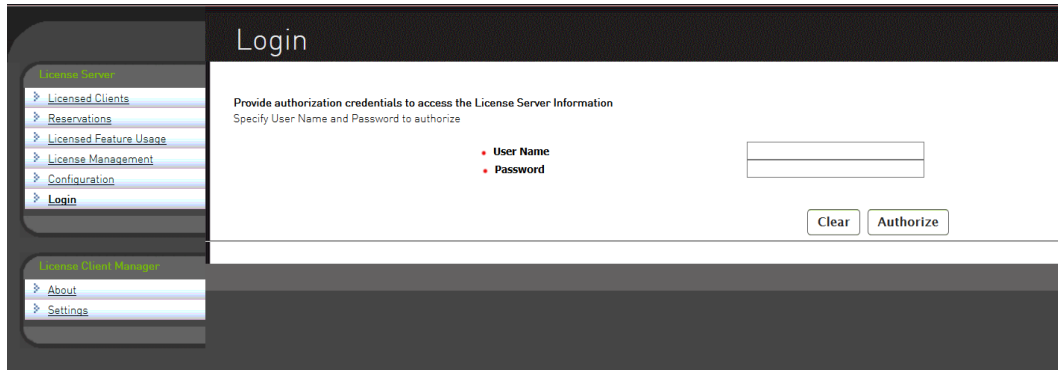 Login
License Server
Licensed Clients
Reservations
Licensed Feature Usage
License Management
Configuration
Login
Provide authorization credentials to access the License Server Information
Specify User Name and Password to authorize
User Name
Password
Clear Authorize
License Client Manager
About
Settings